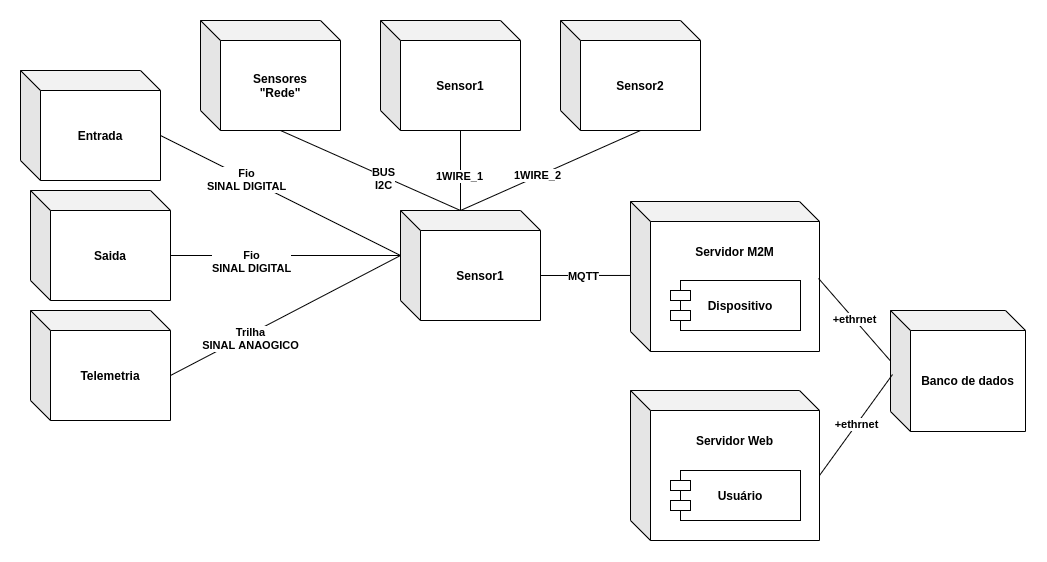 Sensores
"Rede"
Sensor1
Sensor2
Entrada
BUS
I2C
1WIRE_1
1WIRE_2
Fio
SINAL DIGITAL
Saida
Fio
SINAL DIGITAL
Sensor1
MQTT
Servidor M2M
Dispositivo
+ethrnet
Trilha
SINAL ANAOGICO
Telemetria
Banco de dados
+ethrnet
Servidor Web
Usuário